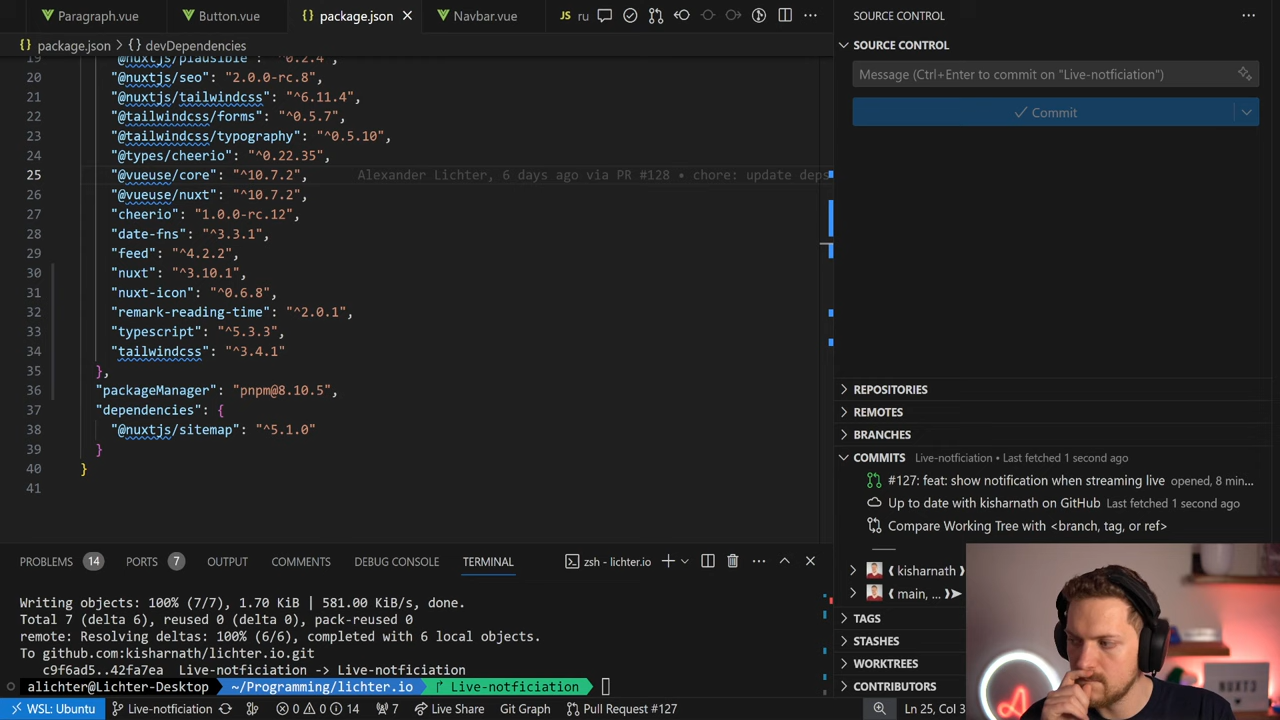 Paragraph.vue
Button.vue
package.json
Navbar.vue
JS ru
SOURCE CONTROL
package.json > devDependencies
SOURCE CONTROL
Message (Ctrl+Enter to commit on "Live-notficiation")
Commit
19 "@nuxtjs/plausible "^0.2.4"
20 "@nuxtjs/seo": "2.0.0-rc.8",
21 "@nuxtjs/tailwindcss": "^6.11.4",
22 "@tailwindcss/forms": "^0.5.7",
23 "@tailwindcss/typography": "^0.5.10",
24 "@types/cheerio": "^0.22.35",
25 "@vueuse/core": "^10.7.2", Alexander Lichter, 6 days ago via PR #128 • chore: update deps
26 "@vueuse/nuxt": "^10.7.2",
27 "cheerio": "1.0.0-rc.12",
28 "date-fns": "^3.3.1",
29 "feed": "^4.2.2",
30 "nuxt": "^3.10.1",
31 "nuxt-icon": "^0.6.8",
32 "remark-reading-time": "^2.0.1",
33 "typescript": "^5.3.3",
34 "tailwindcss": "^3.4.1"
35 },
36 "packageManager": "pnpm@8.10.5",
37 "dependencies": {
38 "@nuxtjs/sitemap": "^5.1.0"
39 }
40 }
41
REPOSITORIES
REMOTES
BRANCHES
COMMITS Live-notficiation • Last fetched 1 second ago
#127: feat: show notification when streaming live opened, 8 min...
Up to date with kisharnath on GitHub Last fetched 1 second ago
Compare Working Tree with <branch, tag, or ref>
kisharnath
main, ...
TAGS
STASHES
WORKTREES
CONTRIBUTORS
PROBLEMS 14
PORTS 7
OUTPUT
COMMENTS
DEBUG CONSOLE
TERMINAL
zsh - lichter.io
Writing objects: 100% (7/7), 1.70 KiB | 581.00 KiB/s, done.
Total 7 (delta 6), reused 0 (delta 0), pack-reused 0
remote: Resolving deltas: 100% (6/6), completed with 6 local objects.
To github.com:kisharnath/lichter.io.git
c9f6ad5..42fa7ea Live-notficiation -> Live-notficiation
alichter@Lichter-Desktop ~/Programming/lichter.io Live-notficiation
WSL: Ubuntu
Live-notficiation
0 0 14
7
Live Share
Git Graph
Pull Request #127
Ln 25, Col 3
NUXT3